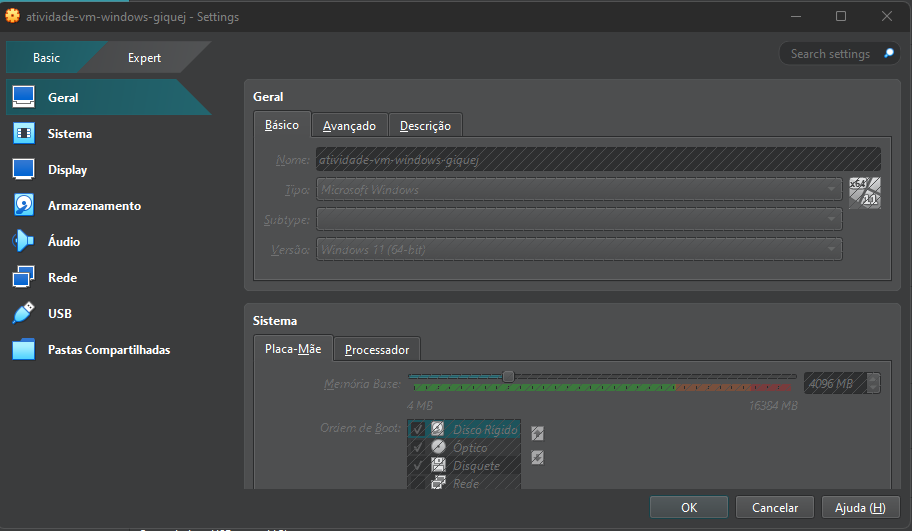 atividade-vm-windows-giquej - Settings
Basic
Expert
Search settings
Geral
Sistema
Display
Armazenamento
Áudio
Rede
USB
Pastas Compartilhadas
Geral
Básico
Avançado
Descrição
Nome: atividade-vm-windows-giquej
Tipo: Microsoft Windows
x64
11
Subtype:
Versão: Windows 11 (64-bit)
Sistema
Placa-Mãe
Processador
Memória Base:
4096 MB
4 MB
16384 MB
Ordem de Boot:
Disco Rígido
Óptico
Disquete
Rede
OK
Cancelar
Ajuda (H)